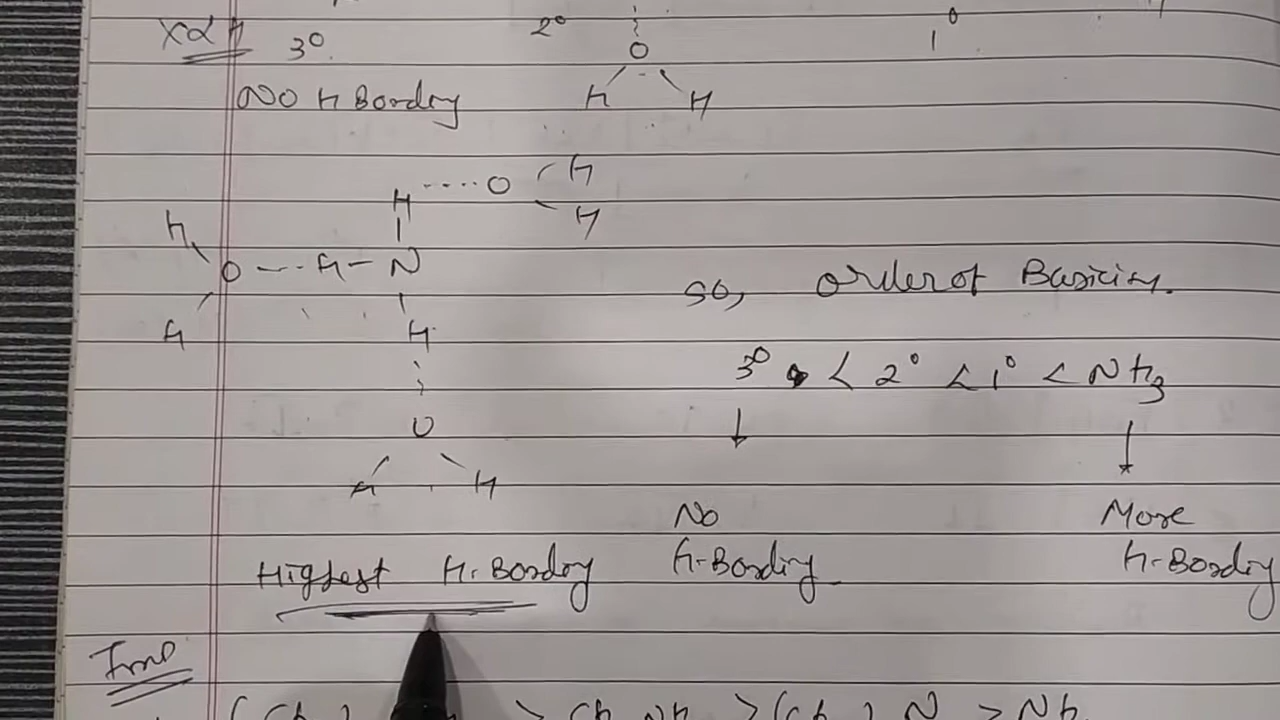 3° 2° 1°
O
H H
NO H Bonding
H ---- O H
H
H
O --- H - N
H
H
O
H H
Highest H-Bonding
so, order of Basicity.
3° < 2° < 1° < NH3
No H-Bonding
More H-Bonding
Imp